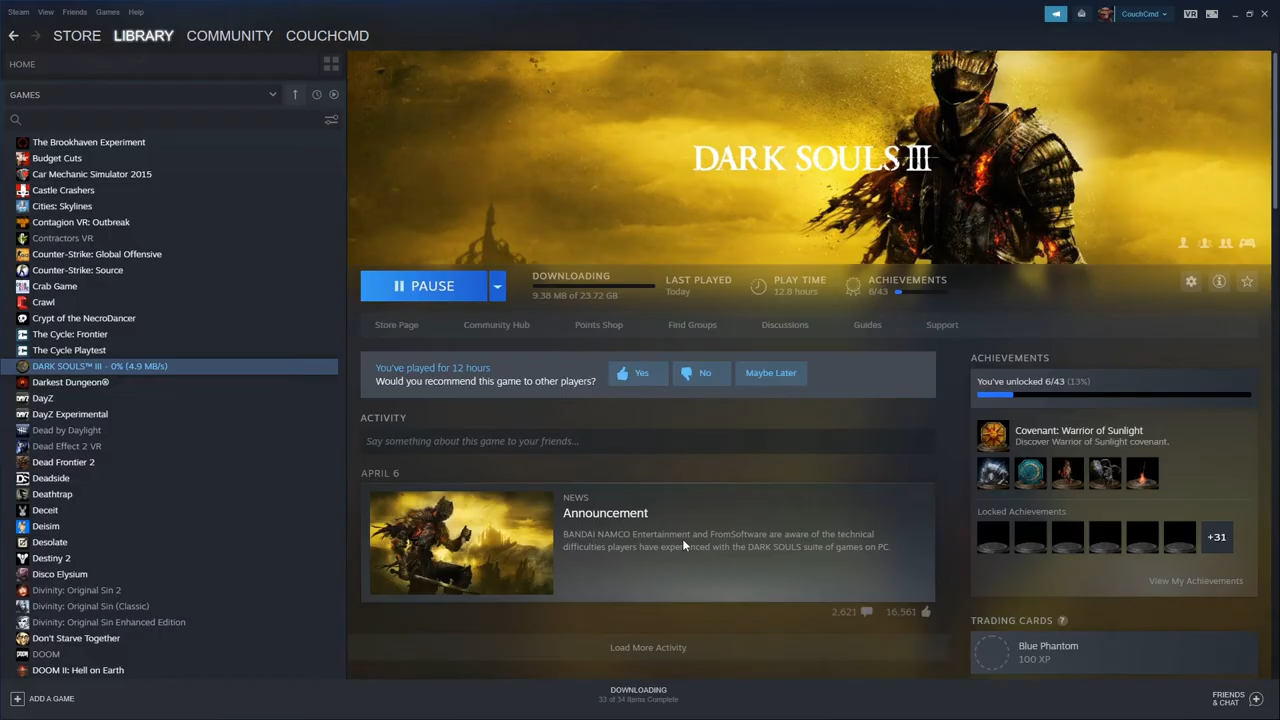 Steam View Friends Games Help
CouchCmd
VR
STORE LIBRARY COMMUNITY COUCHCMD
HOME
GAMES
The Brookhaven Experiment
Budget Cuts
Car Mechanic Simulator 2015
Castle Crashers
Cities: Skylines
Contagion VR: Outbreak
Contractors VR
Counter-Strike: Global Offensive
Counter-Strike: Source
Crab Game
Crawl
Crypt of the NecroDancer
The Cycle: Frontier
The Cycle Playtest
DARK SOULS™ III - 0% (4.9 MB/s)
Darkest Dungeon®
DayZ
DayZ Experimental
Dead by Daylight
Dead Effect 2 VR
Dead Frontier 2
Deadside
Deathtrap
Deceit
Deisim
Desolate
Destiny 2
Disco Elysium
Divinity: Original Sin 2
Divinity: Original Sin (Classic)
Divinity: Original Sin Enhanced Edition
Don't Starve Together
DOOM
DOOM II: Hell on Earth
ADD A GAME
DARK SOULS III
PAUSE
DOWNLOADING
9.38 MB of 23.72 GB
LAST PLAYED
Today
PLAY TIME
12.8 hours
ACHIEVEMENTS
6/43
Store Page Community Hub Points Shop Find Groups Discussions Guides Support
You've played for 12 hours
Would you recommend this game to other players?
Yes No Maybe Later
ACTIVITY
Say something about this game to your friends...
APRIL 6
NEWS
Announcement
BANDAI NAMCO Entertainment and FromSoftware are aware of the technical
difficulties players have experienced with the DARK SOULS suite of games on PC.
2,621 16,561
Load More Activity
ACHIEVEMENTS
You've unlocked 6/43 (13%)
Covenant: Warrior of Sunlight
Discover Warrior of Sunlight covenant.
Locked Achievements
+31
View My Achievements
TRADING CARDS ?
Blue Phantom
100 XP
DOWNLOADING
33 of 34 Items Complete
FRIENDS
& CHAT